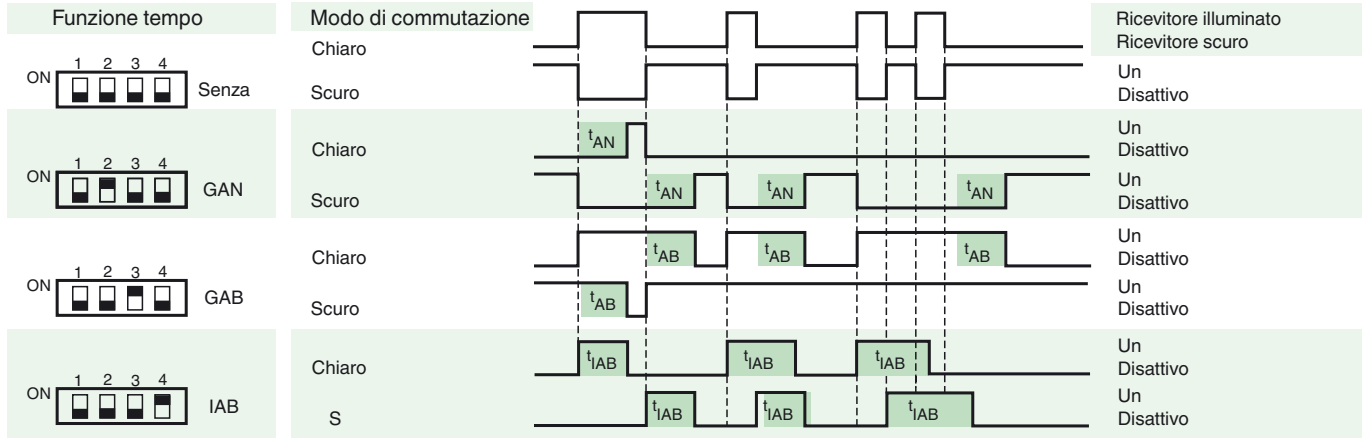 Funzione tempo
Modo di commutazione
Ricevitore illuminato
Chiaro
Ricevitore scuro
ON 1 2 3 4 Senza
Scuro
Un
Disattivo
Chiaro
tAN
Un
Disattivo
ON 1 2 3 4 GAN
Scuro
tAN tAN tAN
Un
Disattivo
Chiaro
tAB tAB tAB
Un
Disattivo
ON 1 2 3 4 GAB
Scuro
tAB
Un
Disattivo
Chiaro
tIAB tIAB tIAB
Un
Disattivo
ON 1 2 3 4 IAB
S
tIAB tIAB tIAB
Un
Disattivo